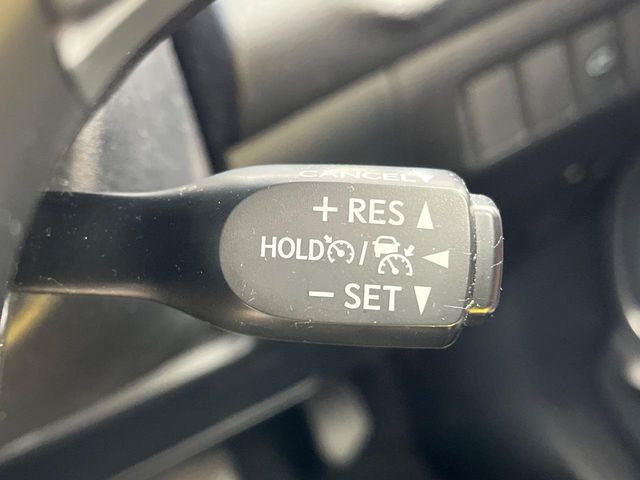 CANCEL▼
+ RES ▲
HOLD / ◀
− SET ▼